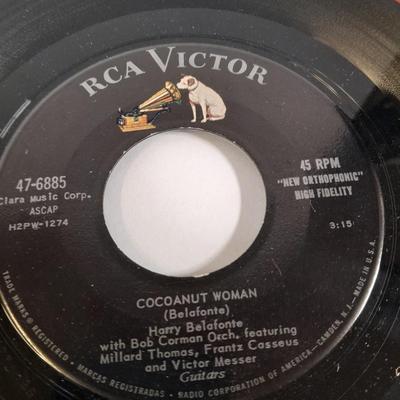 RCA VICTOR
47-6885
Clara Music Corp.
ASCAP
H2PW-1274
45 RPM
"NEW ORTHOPHONIC"
HIGH FIDELITY
3:15
COCOANUT WOMAN
(Belafonte)
Harry Belafonte
with Bob Corman Orch. featuring
Millard Thomas, Frantz Casseus
and Victor Messer
Guitars
TRADE MARKS ® REGISTERED • MARCAS REGISTRADAS • RADIO CORPORATION OF AMERICA—CAMDEN, N.J.—MADE IN U.S.A.